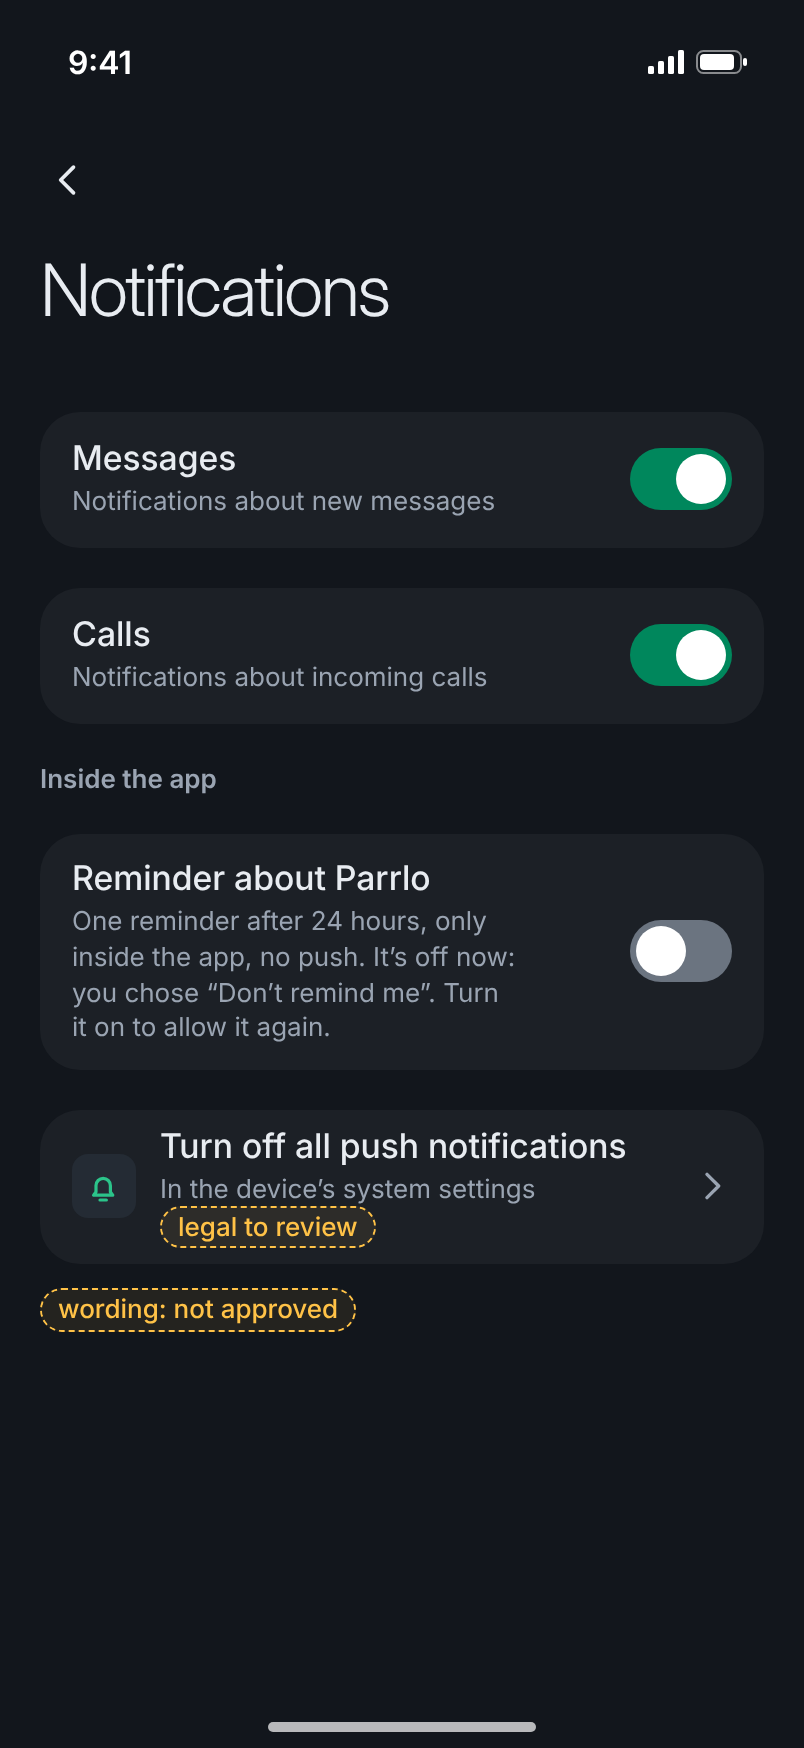 9:41
Notifications
Messages
Notifications about new messages
Calls
Notifications about incoming calls
Inside the app
Reminder about Parrlo
One reminder after 24 hours, only
inside the app, no push. It’s off now:
you chose “Don’t remind me”. Turn
it on to allow it again.
Turn off all push notifications
In the device’s system settings
legal to review
wording: not approved